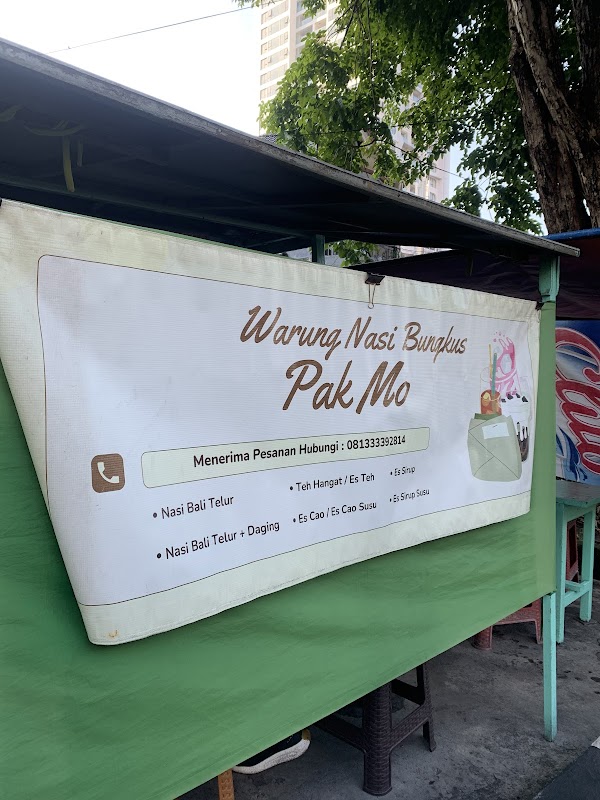 Warung Nasi Bungkus
Pak Mo
Menerima Pesanan Hubungi : 081333392814
• Nasi Bali Telur
• Nasi Bali Telur + Daging
• Teh Hangat / Es Teh
• Es Cao / Es Cao Susu
• Es Sirup
• Es Sirup Susu